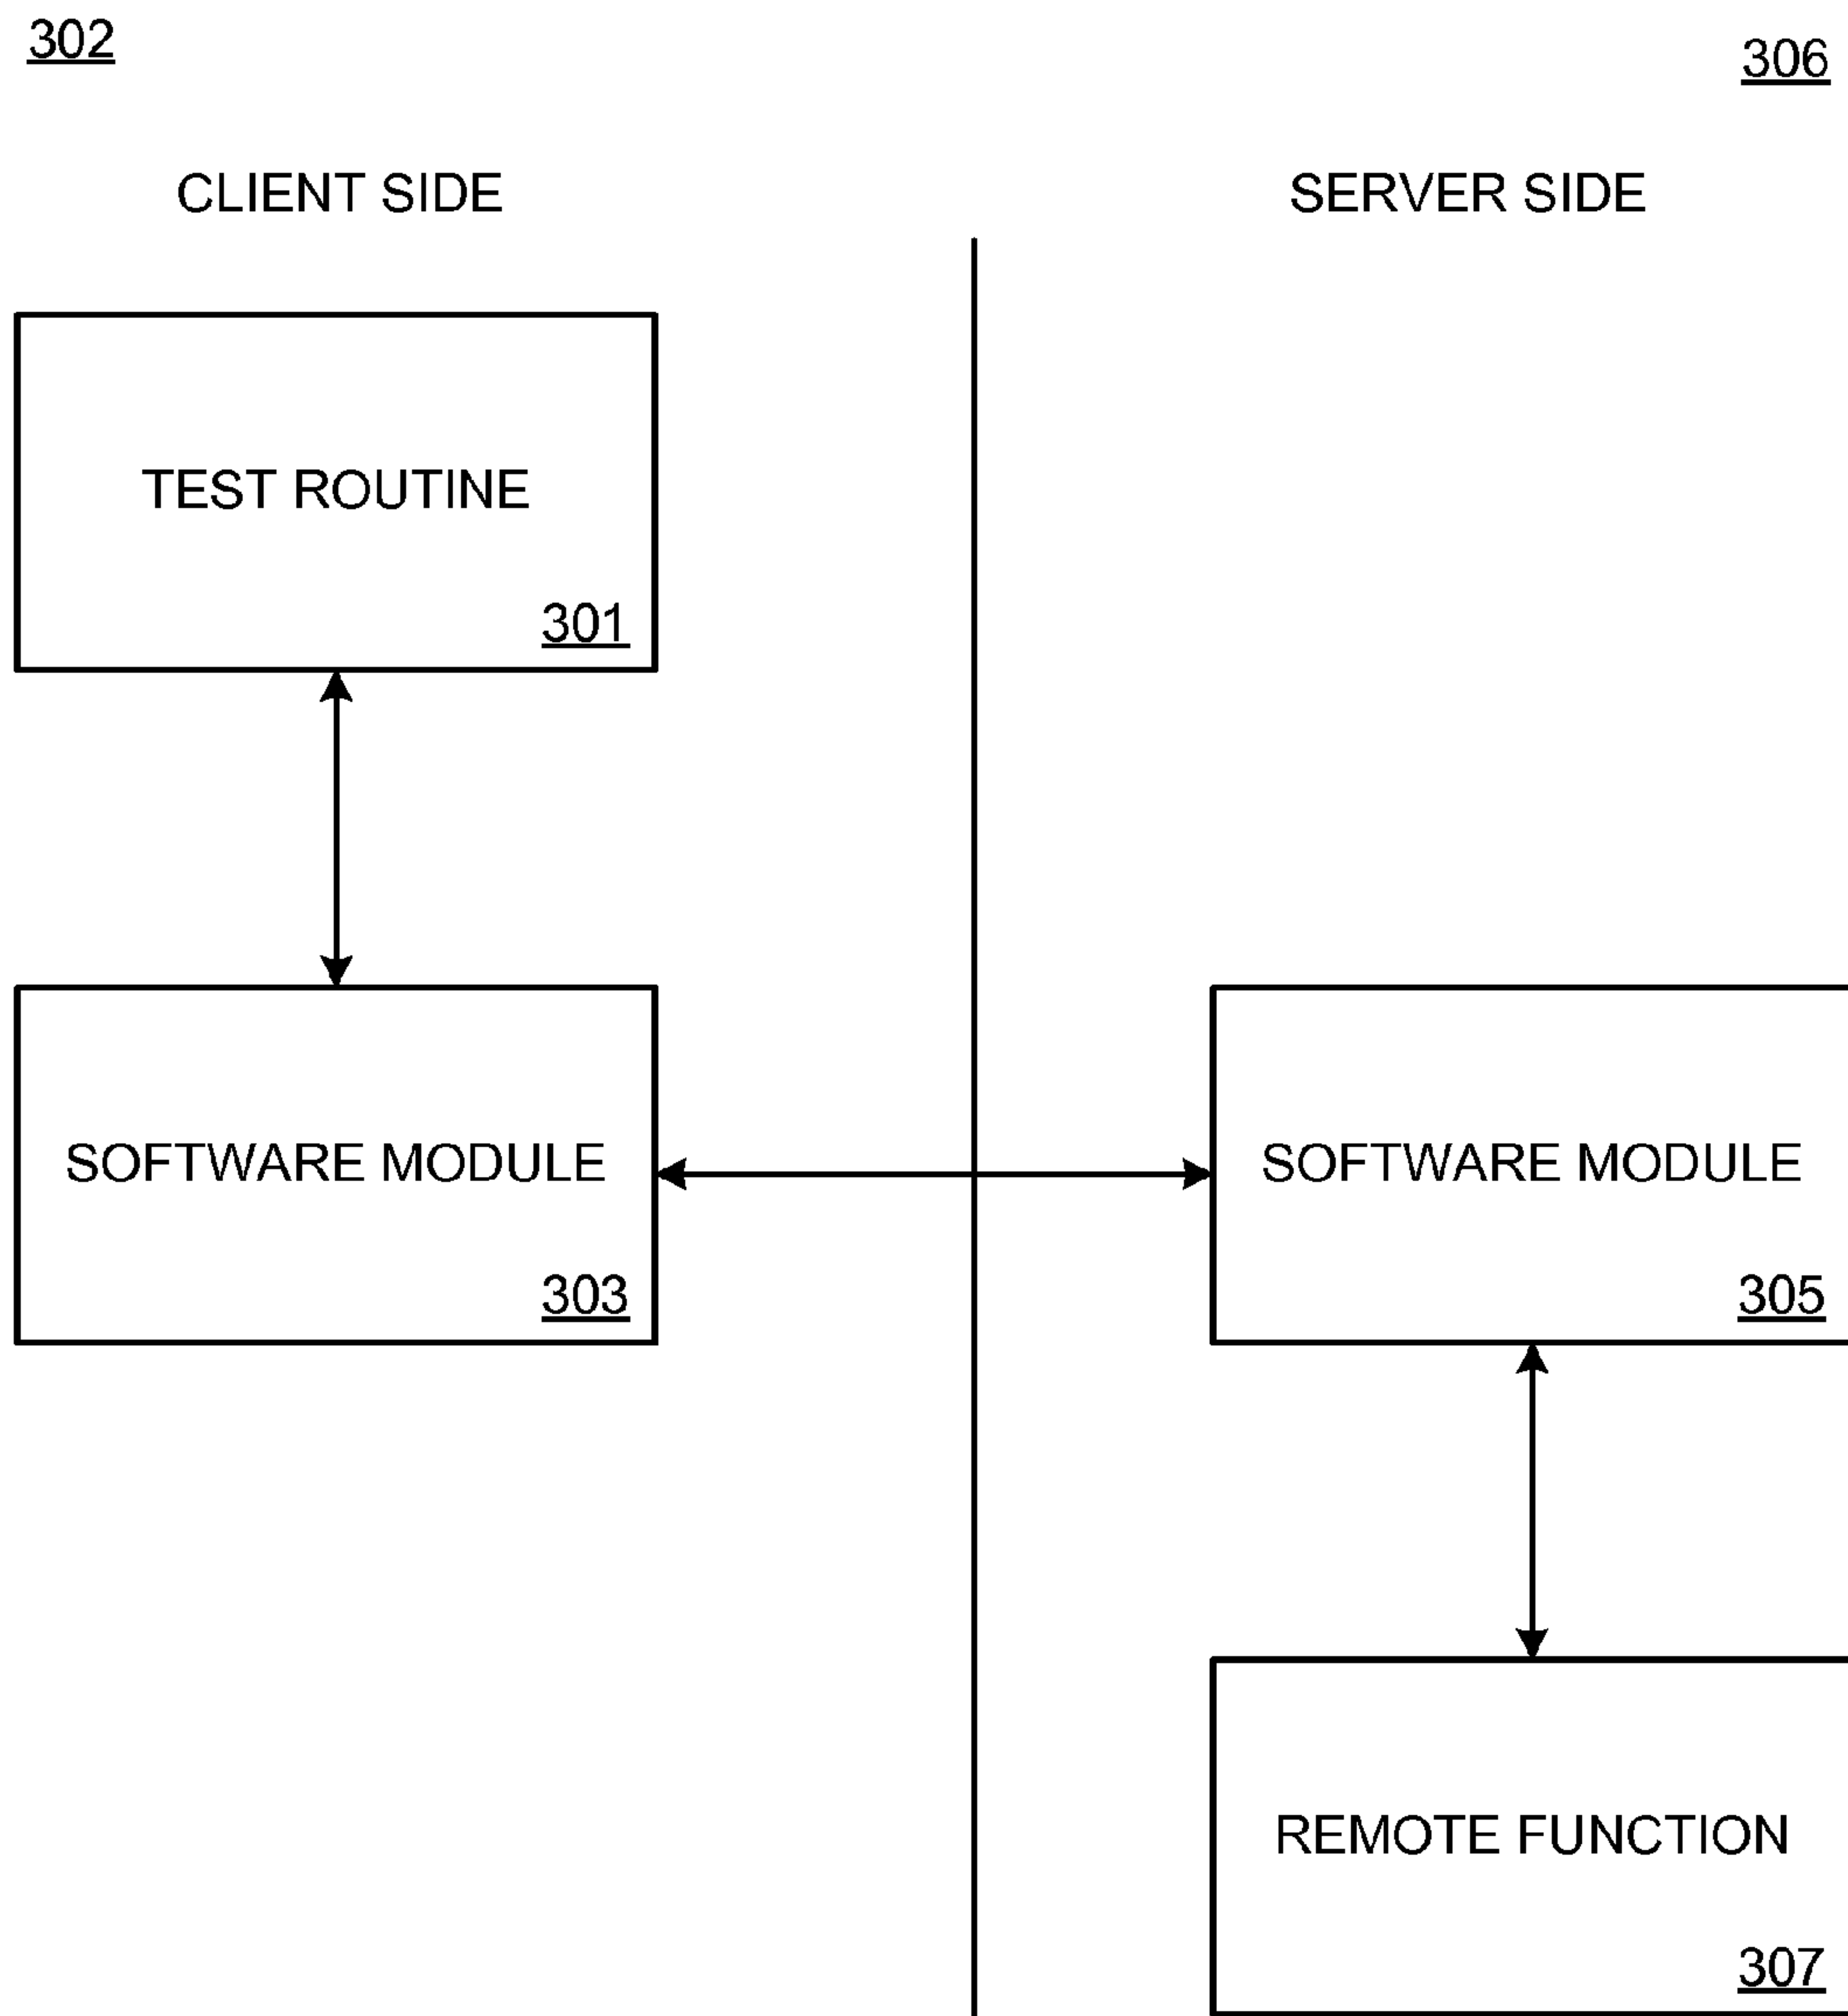 302
306
CLIENT SIDE
SERVER SIDE
TEST ROUTINE
301
SOFTWARE MODULE
303
SOFTWARE MODULE
305
REMOTE FUNCTION
307